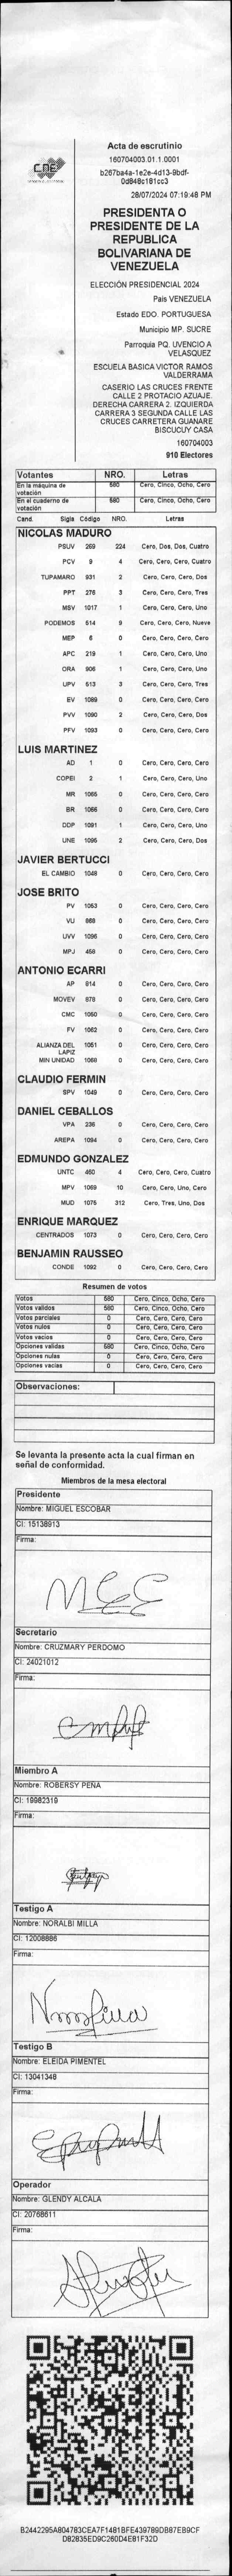 CNE
Acta de escrutinio
160704003.01.1.0001
b267ba4a-1e2e-4d13-9bdf-
0d846c181cc3
28/07/2024 07:19:48 PM
PRESIDENTA O
PRESIDENTE DE LA
REPUBLICA
BOLIVARIANA DE
VENEZUELA
ELECCIÓN PRESIDENCIAL 2024
País VENEZUELA
Estado EDO. PORTUGUESA
Municipio MP. SUCRE
Parroquia PQ. UVENCIO A
VELASQUEZ
ESCUELA BASICA VICTOR RAMOS
VALDERRAMA
CASERIO LAS CRUCES FRENTE
CALLE 2 PROTACIO AZUAJE.
DERECHA CARRERA 2. IZQUIERDA
CARRERA 3 SEGUNDA CALLE LAS
CRUCES CARRETERA GUANARE
BISCUCUY CASA
160704003
910 Electores
Votantes NRO. Letras
En la máquina de votación 580 Cero, Cinco, Ocho, Cero
En el cuaderno de votación 580 Cero, Cinco, Ocho, Cero
Cand. Sigla Código NRO. Letras
NICOLAS MADURO
PSUV 269 224 Cero, Dos, Dos, Cuatro
PCV 9 4 Cero, Cero, Cero, Cuatro
TUPAMARO 931 2 Cero, Cero, Cero, Dos
PPT 276 3 Cero, Cero, Cero, Tres
MSV 1017 1 Cero, Cero, Cero, Uno
PODEMOS 514 9 Cero, Cero, Cero, Nueve
MEP 6 0 Cero, Cero, Cero, Cero
APC 219 1 Cero, Cero, Cero, Uno
ORA 906 1 Cero, Cero, Cero, Uno
UPV 513 3 Cero, Cero, Cero, Tres
EV 1089 0 Cero, Cero, Cero, Cero
PVV 1090 2 Cero, Cero, Cero, Dos
PFV 1093 0 Cero, Cero, Cero, Cero
LUIS MARTINEZ
AD 1 0 Cero, Cero, Cero, Cero
COPEI 2 1 Cero, Cero, Cero, Uno
MR 1065 0 Cero, Cero, Cero, Cero
BR 1066 0 Cero, Cero, Cero, Cero
DDP 1091 1 Cero, Cero, Cero, Uno
UNE 1095 2 Cero, Cero, Cero, Dos
JAVIER BERTUCCI
EL CAMBIO 1048 0 Cero, Cero, Cero, Cero
JOSE BRITO
PV 1053 0 Cero, Cero, Cero, Cero
VU 868 0 Cero, Cero, Cero, Cero
UVV 1096 0 Cero, Cero, Cero, Cero
MPJ 458 0 Cero, Cero, Cero, Cero
ANTONIO ECARRI
AP 814 0 Cero, Cero, Cero, Cero
MOVEV 878 0 Cero, Cero, Cero, Cero
CMC 1050 0 Cero, Cero, Cero, Cero
FV 1062 0 Cero, Cero, Cero, Cero
ALIANZA DEL LAPIZ 1051 0 Cero, Cero, Cero, Cero
MIN UNIDAD 1068 0 Cero, Cero, Cero, Cero
CLAUDIO FERMIN
SPV 1049 0 Cero, Cero, Cero, Cero
DANIEL CEBALLOS
VPA 236 0 Cero, Cero, Cero, Cero
AREPA 1094 0 Cero, Cero, Cero, Cero
EDMUNDO GONZALEZ
UNTC 460 4 Cero, Cero, Cero, Cuatro
MPV 1069 10 Cero, Cero, Uno, Cero
MUD 1075 312 Cero, Tres, Uno, Dos
ENRIQUE MARQUEZ
CENTRADOS 1073 0 Cero, Cero, Cero, Cero
BENJAMIN RAUSSEO
CONDE 1092 0 Cero, Cero, Cero, Cero
Resumen de votos
Votos 580 Cero, Cinco, Ocho, Cero
Votos validos 580 Cero, Cinco, Ocho, Cero
Votos parciales 0 Cero, Cero, Cero, Cero
Votos nulos 0 Cero, Cero, Cero, Cero
Votos vacios 0 Cero, Cero, Cero, Cero
Opciones validas 580 Cero, Cinco, Ocho, Cero
Opciones nulas 0 Cero, Cero, Cero, Cero
Opciones vacias 0 Cero, Cero, Cero, Cero
Observaciones:
Se levanta la presente acta la cual firman en
señal de conformidad.
Miembros de la mesa electoral
Presidente
Nombre: MIGUEL ESCOBAR
CI: 15138913
Firma:
Secretario
Nombre: CRUZMARY PERDOMO
CI: 24021012
Firma:
Miembro A
Nombre: ROBERSY PEÑA
CI: 19982319
Firma:
Testigo A
Nombre: NORALBI MILLA
CI: 12008886
Firma:
Testigo B
Nombre: ELEIDA PIMENTEL
CI: 13041348
Firma:
Operador
Nombre: GLENDY ALCALA
CI: 20768611
Firma:
B2442295A804783CEA7F1481BFE439789DB87EB9CF
D82835ED9C260D4E81F32D